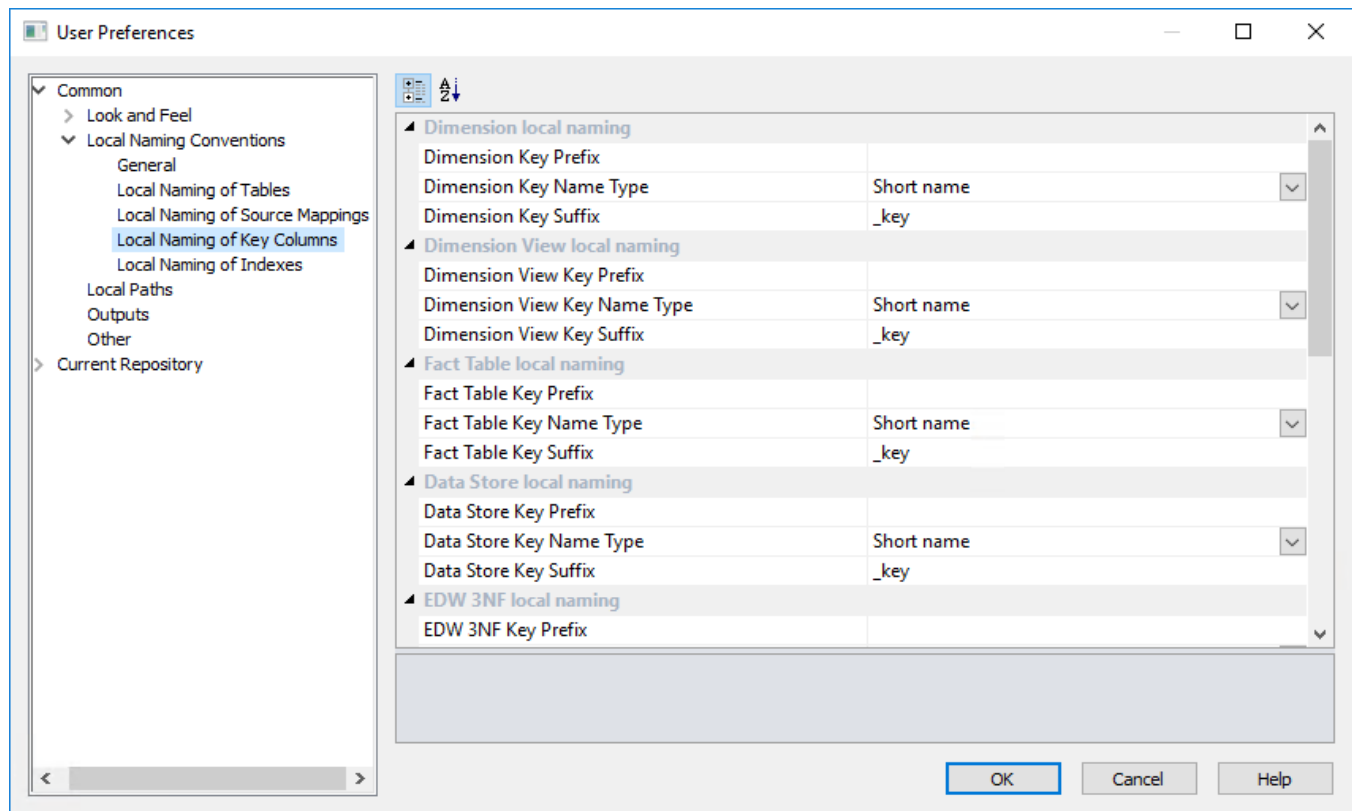 User Preferences
Common
Look and Feel
Local Naming Conventions
General
Local Naming of Tables
Local Naming of Source Mappings
Local Naming of Key Columns
Local Naming of Indexes
Local Paths
Outputs
Other
Current Repository
A
Z
Dimension local naming
Dimension Key Prefix
Dimension Key Name Type Short name
Dimension Key Suffix _key
Dimension View local naming
Dimension View Key Prefix
Dimension View Key Name Type Short name
Dimension View Key Suffix _key
Fact Table local naming
Fact Table Key Prefix
Fact Table Key Name Type Short name
Fact Table Key Suffix _key
Data Store local naming
Data Store Key Prefix
Data Store Key Name Type Short name
Data Store Key Suffix _key
EDW 3NF local naming
EDW 3NF Key Prefix
OK Cancel Help